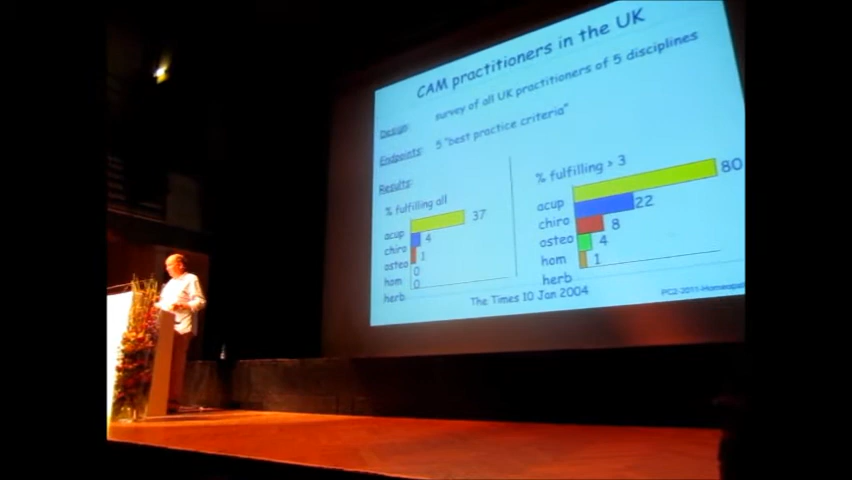 CAM practitioners in the UK
Design: survey of all UK practitioners of 5 disciplines
Endpoints: 5 "best practice criteria"
Results:
% fulfilling all
acup 37
chiro 4
osteo 1
hom 0
herb 0
% fulfilling > 3
acup 80
chiro 22
osteo 8
hom 4
herb 1
The Times 10 Jan 2004